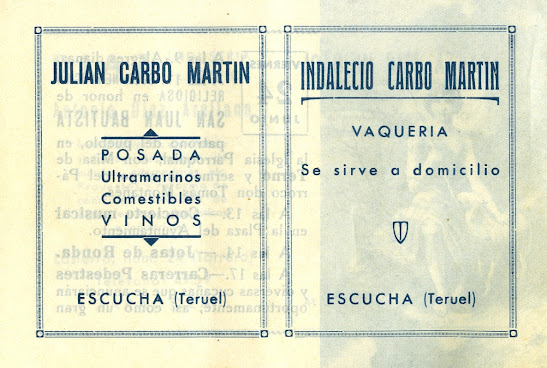 JULIAN CARBO MARTIN
POSADA
Ultramarinos
Comestibles
VINOS
ESCUCHA (Teruel)
INDALECIO CARBO MARTIN
VAQUERIA
Se sirve a domicilio
ESCUCHA (Teruel)